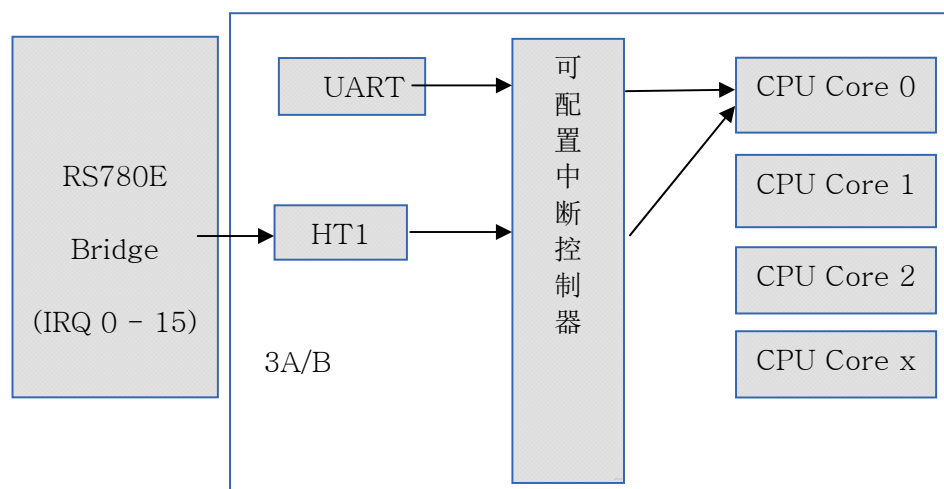 RS780E
Bridge
(IRQ 0 - 15)
UART
HT1
3A/B
可
配
置
中
断
控
制
器
CPU Core 0
CPU Core 1
CPU Core 2
CPU Core x